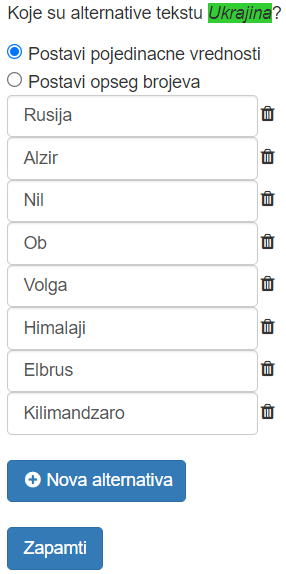 Koje su alternative tekstu Ukrajina?
Postavi pojedinacne vrednosti
Postavi opseg brojeva
Rusija
Alzir
Nil
Ob
Volga
Himalaji
Elbrus
Kilimandzaro
Nova alternativa
Zapamti